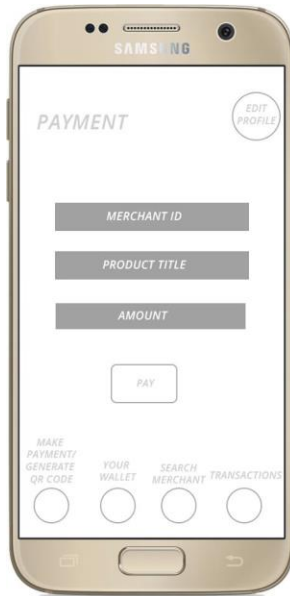 SAMSUNG
PAYMENT
EDIT
PROFILE
MERCHANT ID
PRODUCT TITLE
AMOUNT
PAY
MAKE
PAYMENT/
GENERATE
QR CODE
YOUR
WALLET
SEARCH
MERCHANT
TRANSACTIONS